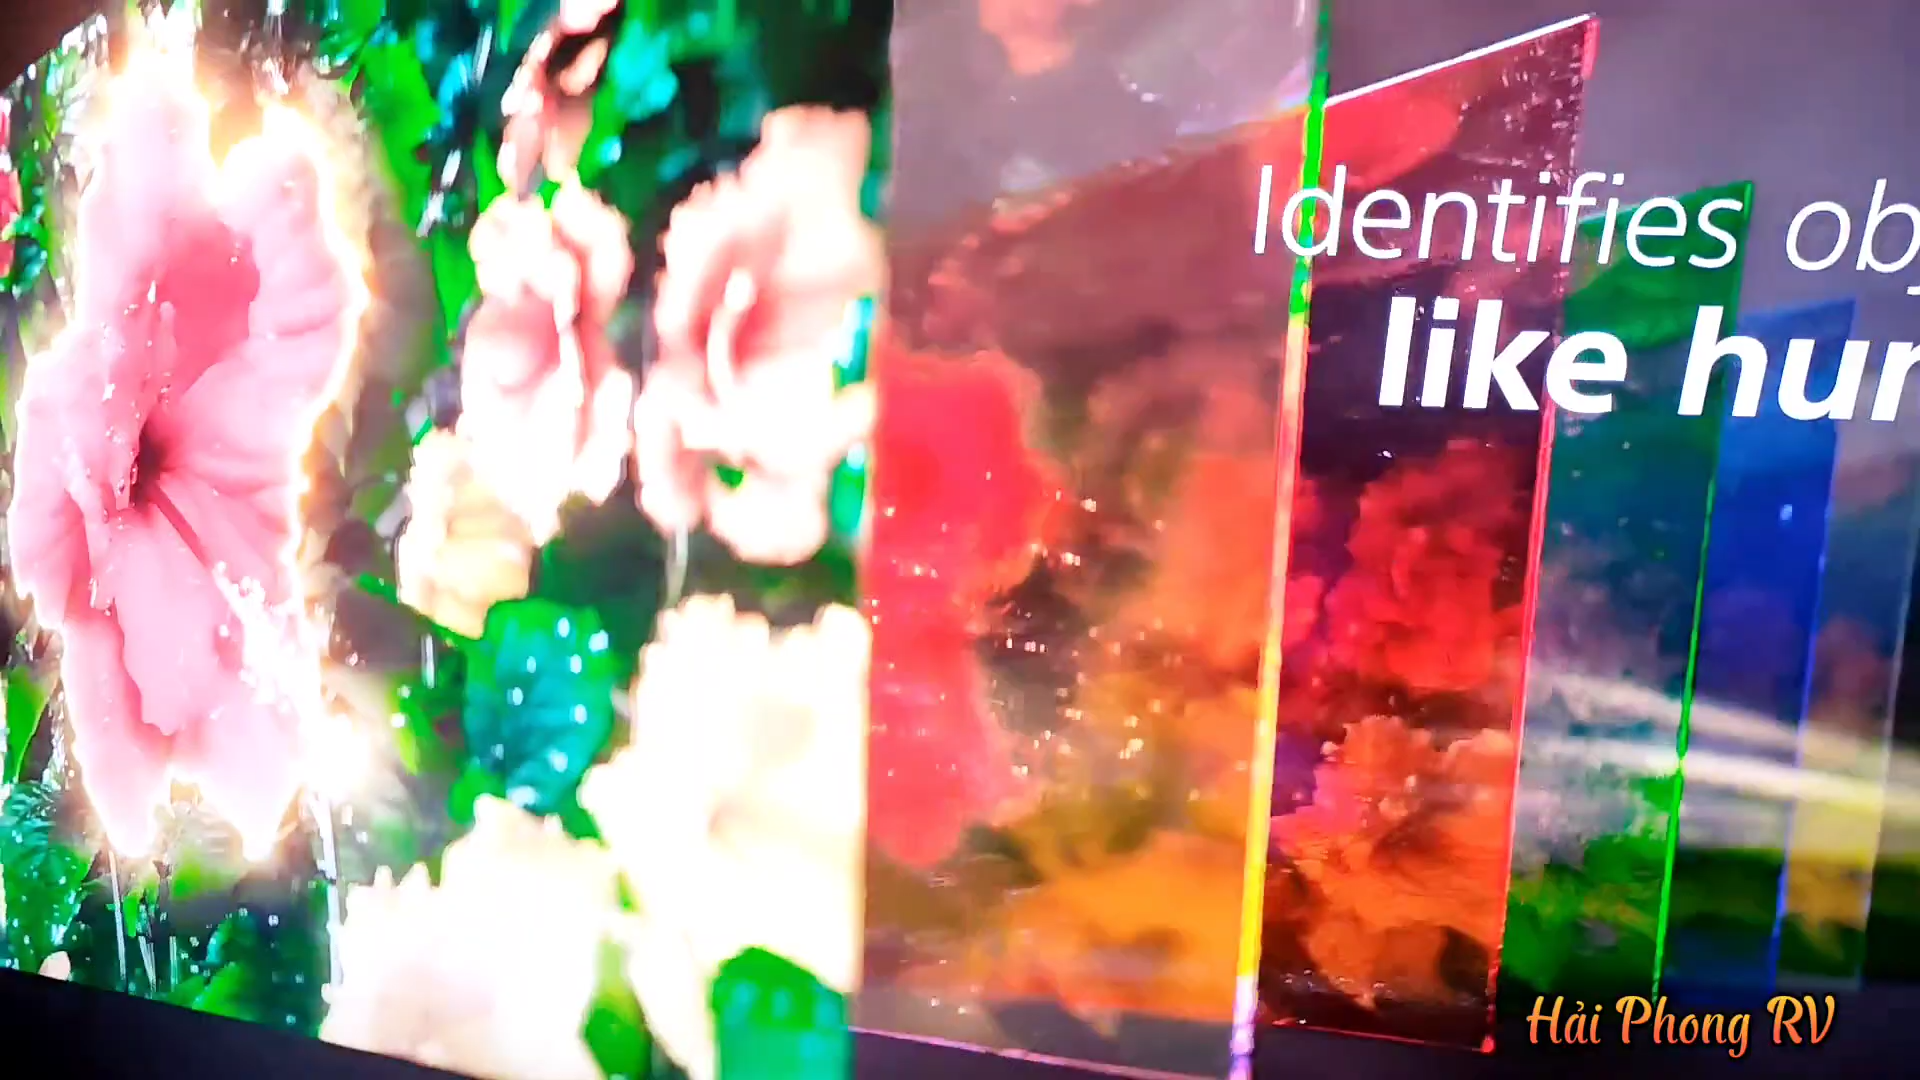 Identifies
like
Hải Phong RV